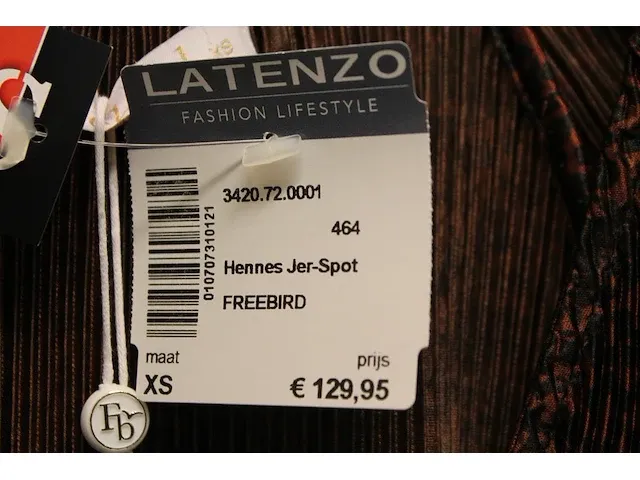 LATENZO
FASHION LIFESTYLE
3420.72.0001
464
010707310121
Hennes Jer-Spot
FREEBIRD
maat
prijs
XS
€ 129,95
Fb